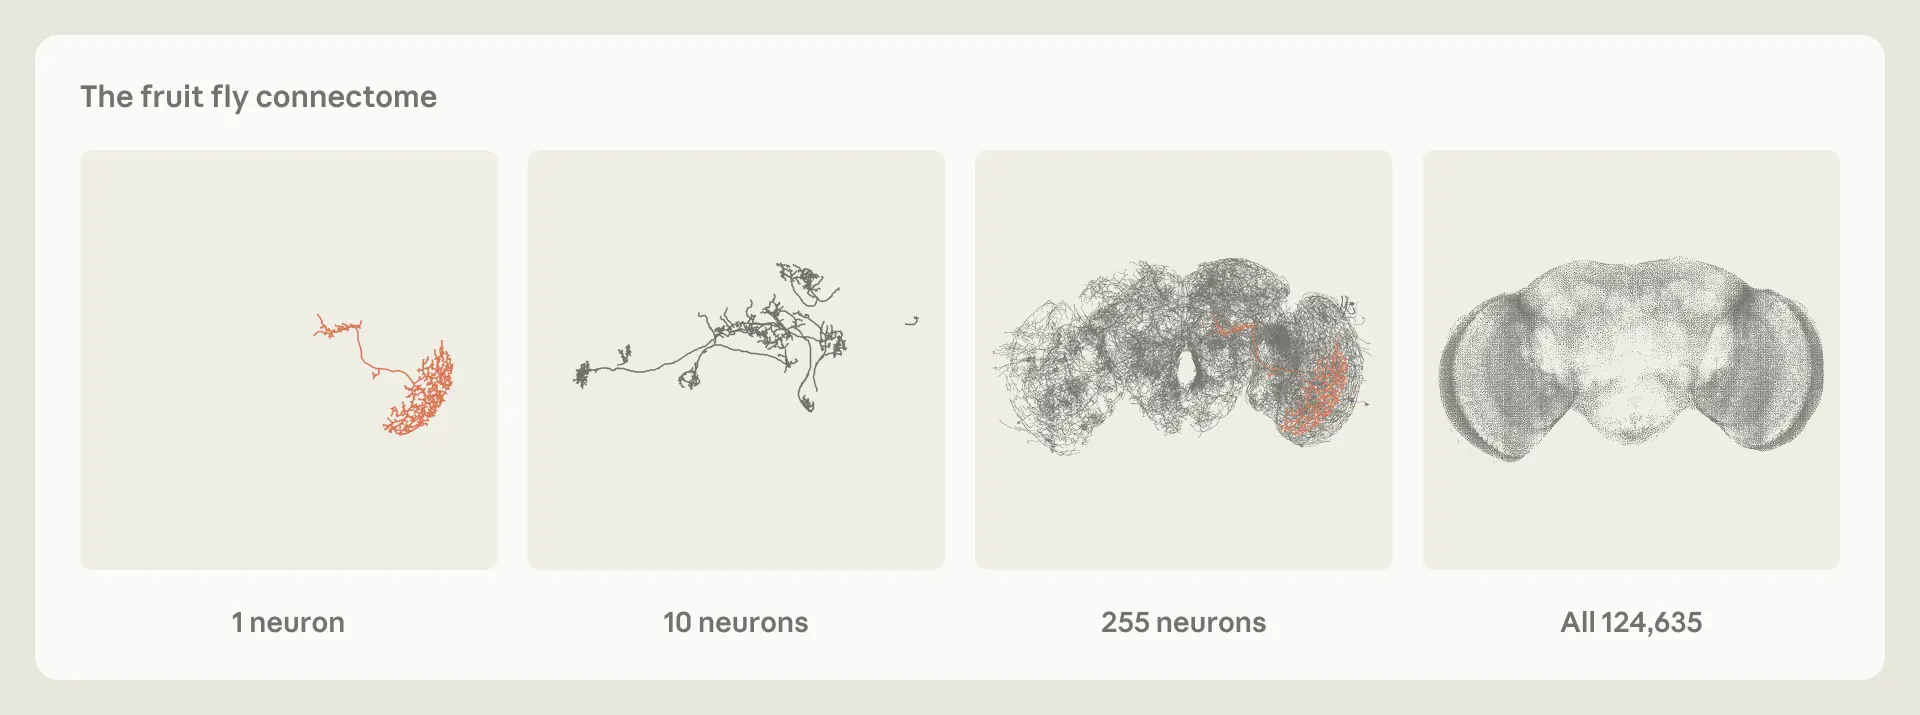 The fruit fly connectome
1 neuron
10 neurons
255 neurons
All 124,635